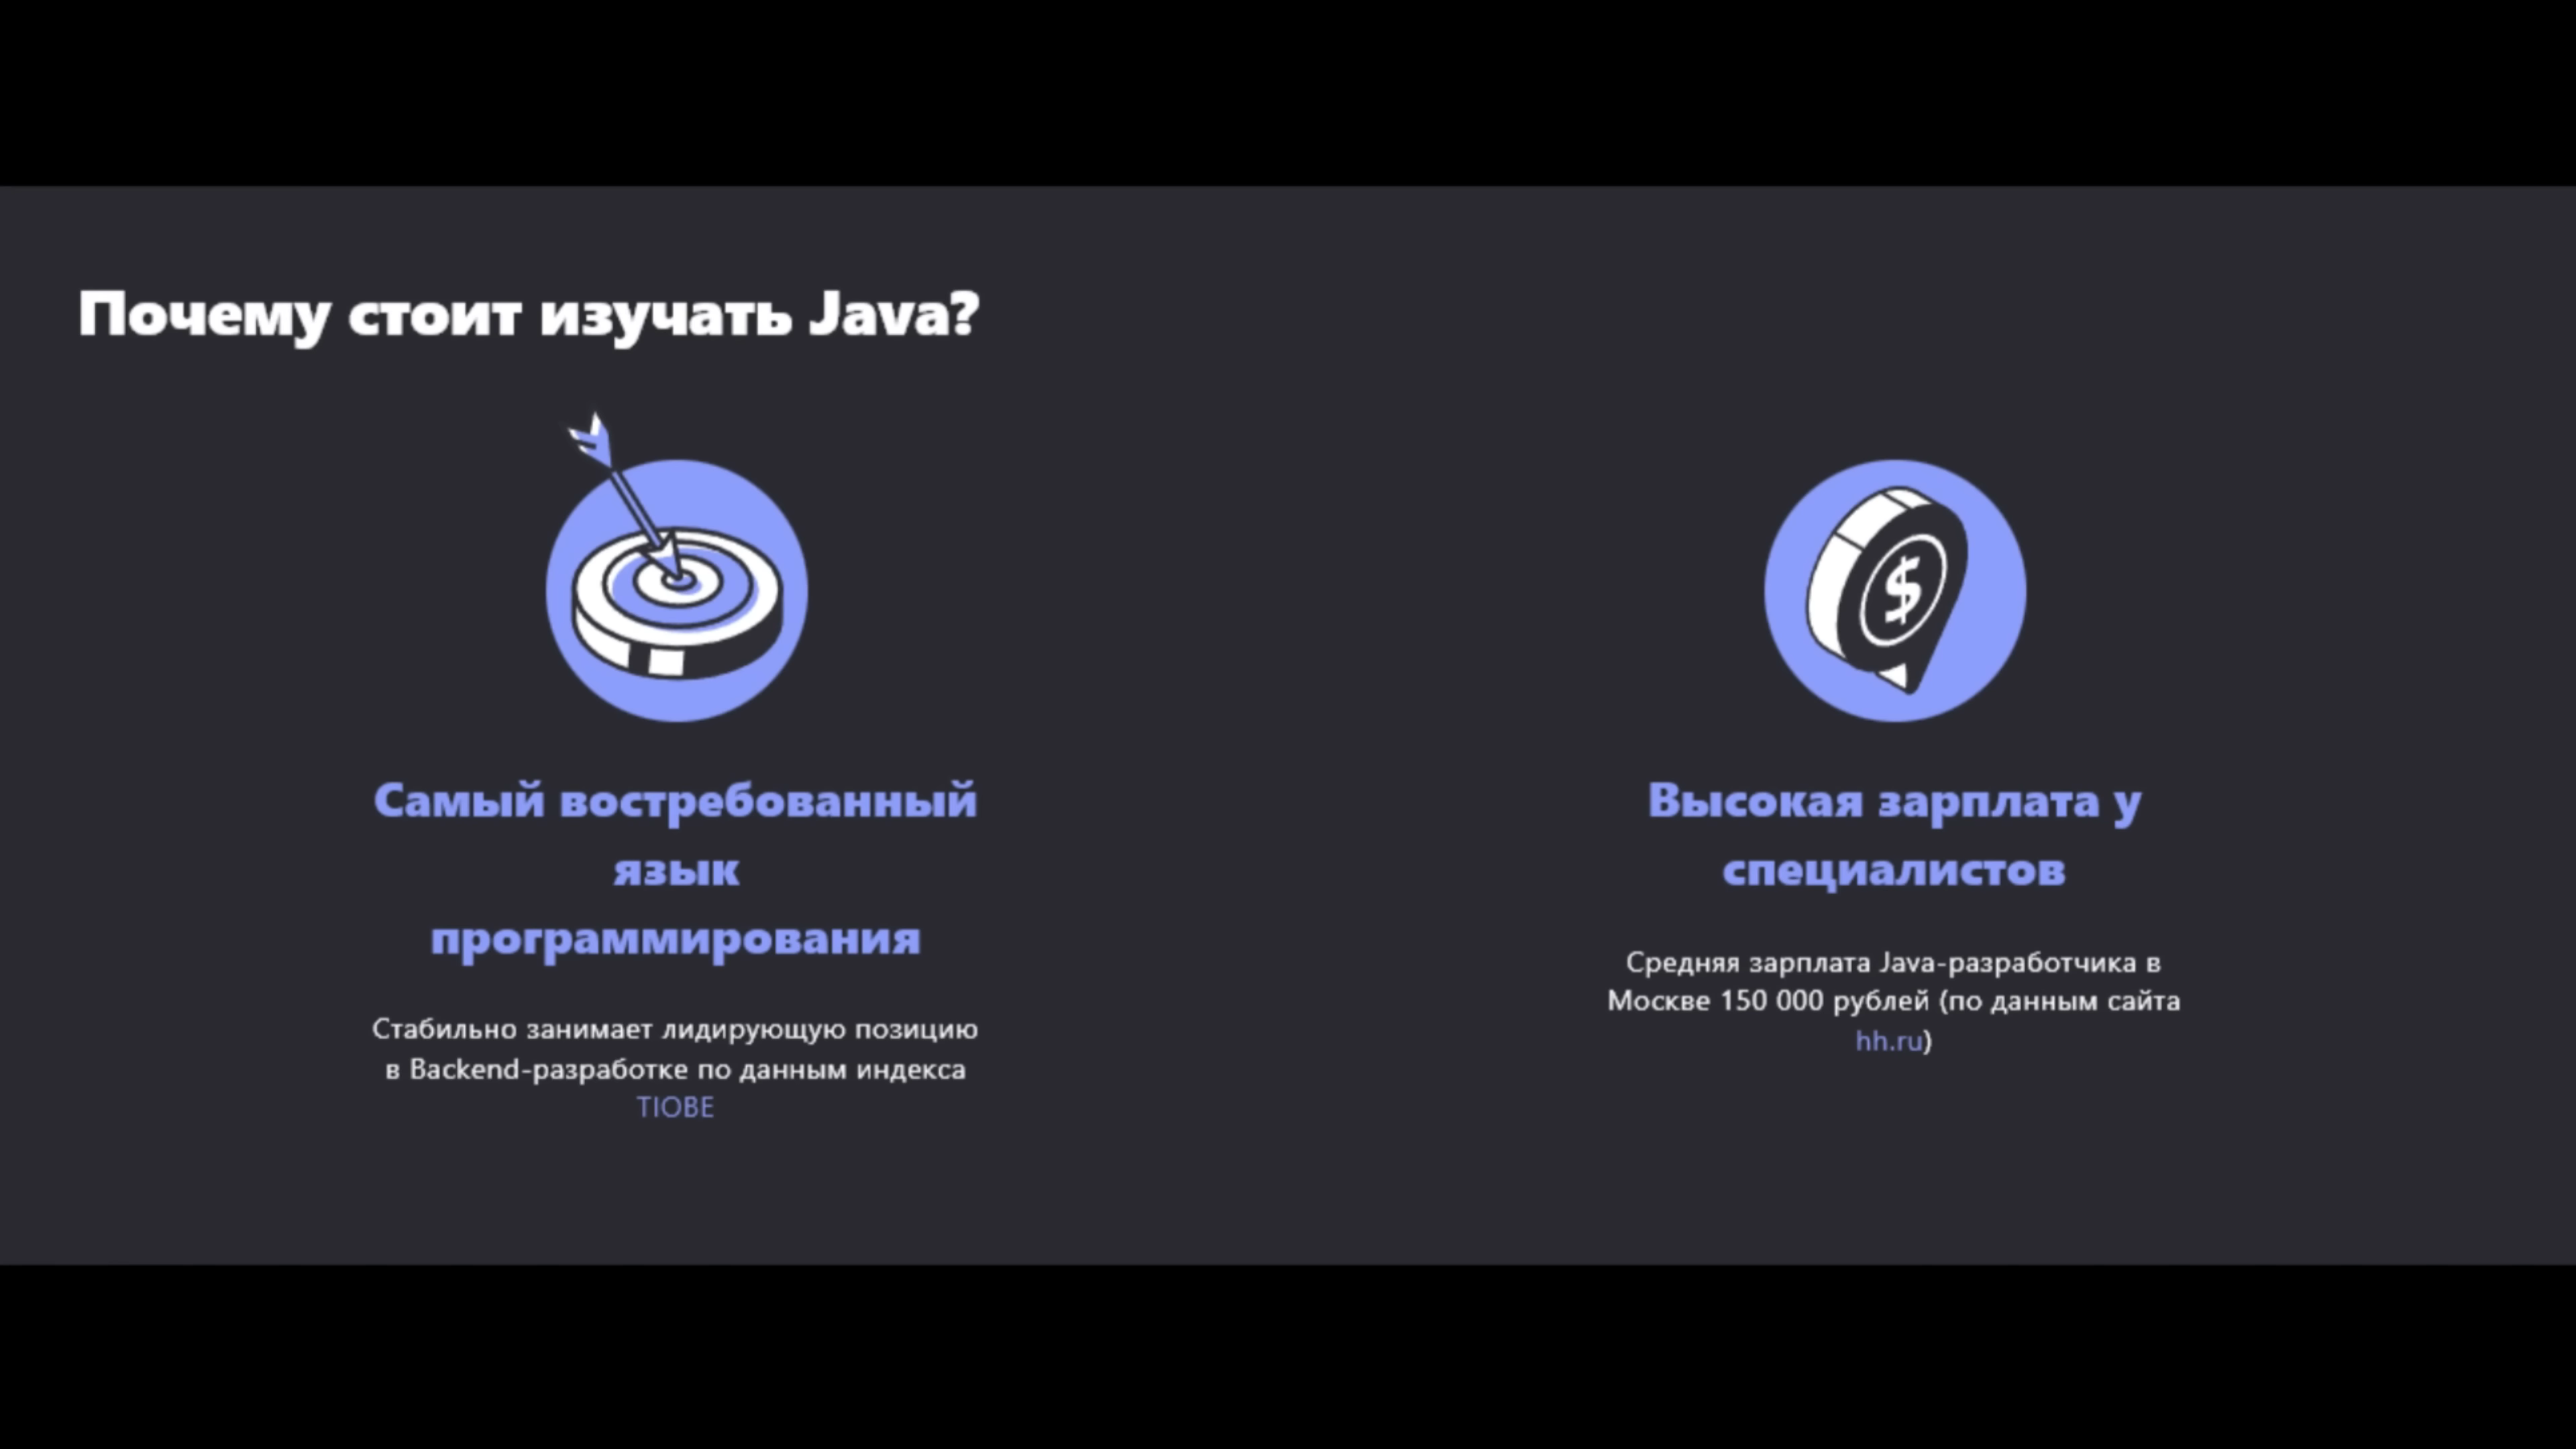 Почему стоит изучать Java?
Самый востребованный
язык
программирования
Стабильно занимает лидирующую позицию
в Backend-разработке по данным индекса
TIOBE
Высокая зарплата у
специалистов
Средняя зарплата Java-разработчика в
Москве 150 000 рублей (по данным сайта
hh.ru)